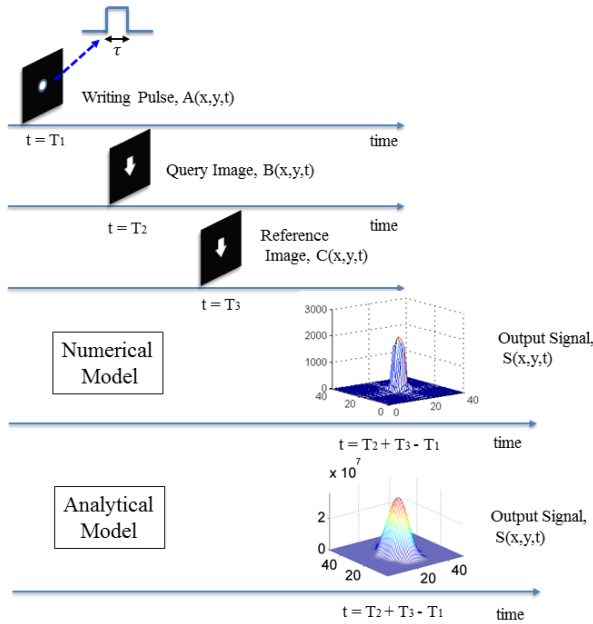 τ
Writing Pulse, A(x,y,t)
t = T1
time
Query Image, B(x,y,t)
t = T2
time
Reference
Image, C(x,y,t)
t = T3
Numerical
Model
3000
2000
1000
0
40
20
0
0
20
40
Output Signal,
S(x,y,t)
t = T2 + T3 - T1
time
Analytical
Model
x 10^7
2
0
40
20
20
40
Output Signal,
S(x,y,t)
t = T2 + T3 - T1
time